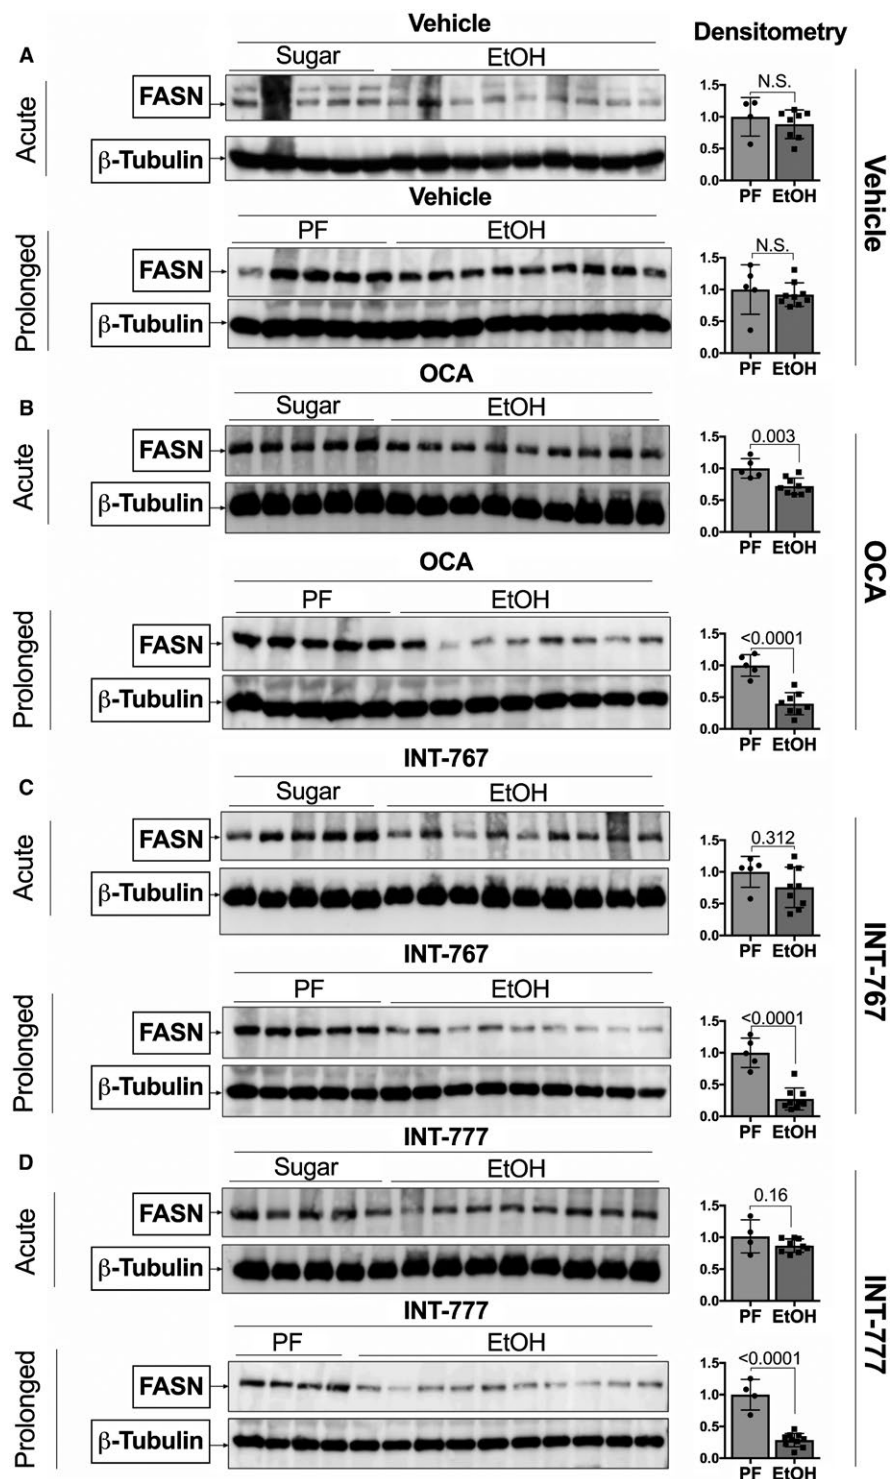 Vehicle
Densitometry
A
Sugar EtOH
Acute
FASN
β-Tubulin
1.5
1.0
0.5
0.0
N.S.
PF EtOH
Vehicle
Vehicle
PF EtOH
Prolonged
FASN
β-Tubulin
1.5
1.0
0.5
0.0
N.S.
PF EtOH
OCA
B
Sugar EtOH
Acute
FASN
β-Tubulin
1.5
1.0
0.5
0.0
0.003
PF EtOH
OCA
OCA
PF EtOH
Prolonged
FASN
β-Tubulin
1.5
1.0
0.5
0.0
<0.0001
PF EtOH
INT-767
C
Sugar EtOH
Acute
FASN
β-Tubulin
1.5
1.0
0.5
0.0
0.312
PF EtOH
INT-767
INT-767
PF EtOH
Prolonged
FASN
β-Tubulin
1.5
1.0
0.5
0.0
<0.0001
PF EtOH
INT-777
D
Sugar EtOH
Acute
FASN
β-Tubulin
1.5
1.0
0.5
0.0
0.16
PF EtOH
INT-777
INT-777
PF EtOH
Prolonged
FASN
β-Tubulin
1.5
1.0
0.5
0.0
<0.0001
PF EtOH